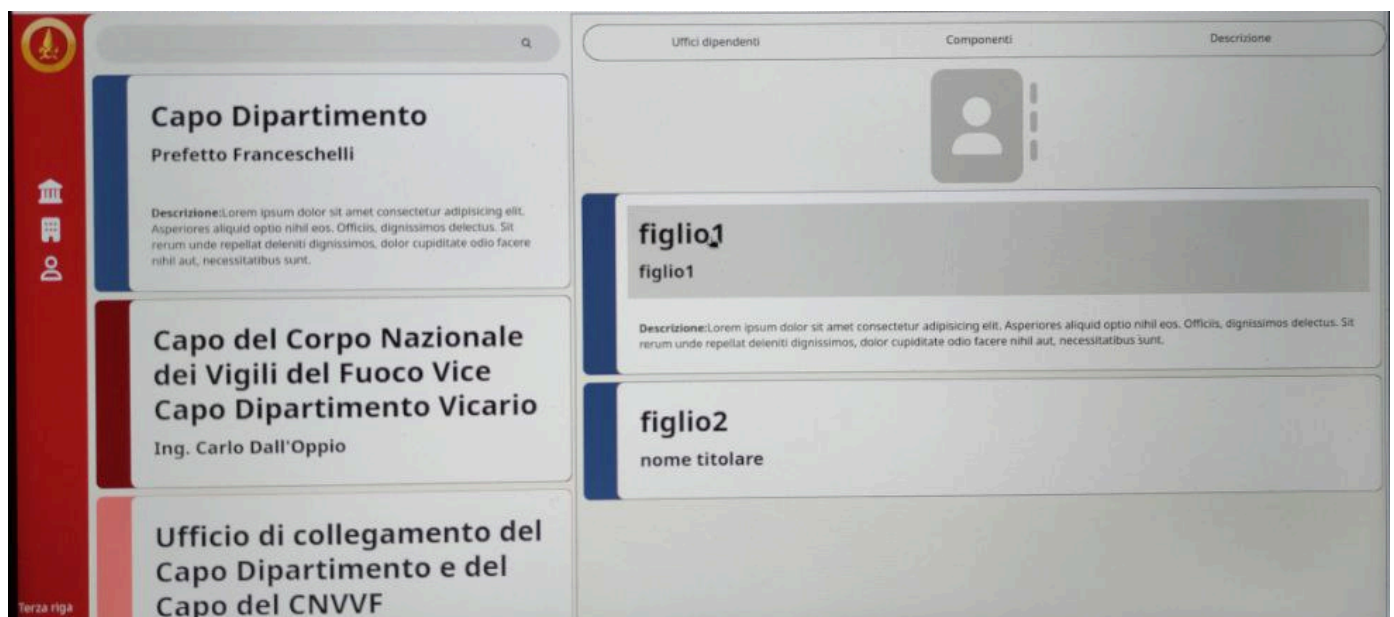 Uffici dipendenti
Componenti
Descrizione
Capo Dipartimento
Prefetto Franceschelli
Descrizione:Lorem ipsum dolor sit amet consectetur adipisicing elit.
Asperiores aliquid optio nihil eos. Officiis, dignissimos delectus. Sit
rerum unde repellat deleniti dignissimos, dolor cupiditate odio facere
nihil aut, necessitatibus sunt.
Capo del Corpo Nazionale
dei Vigili del Fuoco Vice
Capo Dipartimento Vicario
Ing. Carlo Dall'Oppio
Ufficio di collegamento del
Capo Dipartimento e del
Capo del CNVVF
Terza riga
figlio1
figlio1
Descrizione:Lorem ipsum dolor sit amet consectetur adipisicing elit. Asperiores aliquid optio nihil eos. Officiis, dignissimos delectus. Sit
rerum unde repellat deleniti dignissimos, dolor cupiditate odio facere nihil aut, necessitatibus sunt.
figlio2
nome titolare